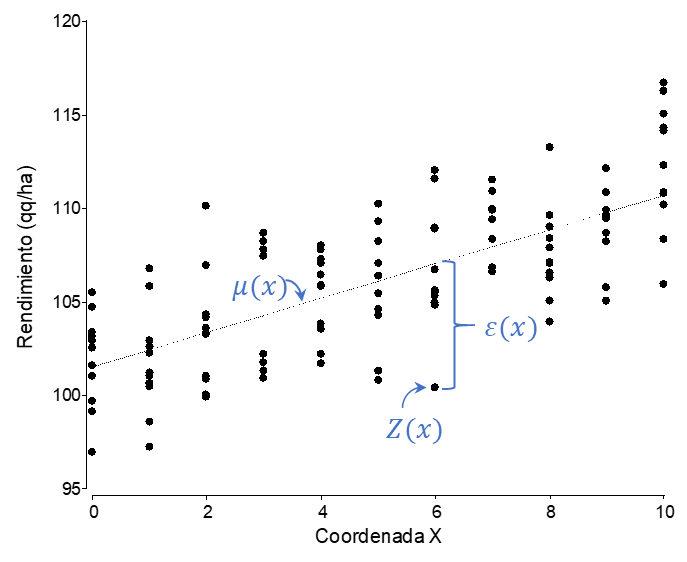 120
115
110
105
100
95
Rendimiento (qq/ha)
μ(x)
ε(x)
Z(x)
0 2 4 6 8 10
Coordenada X